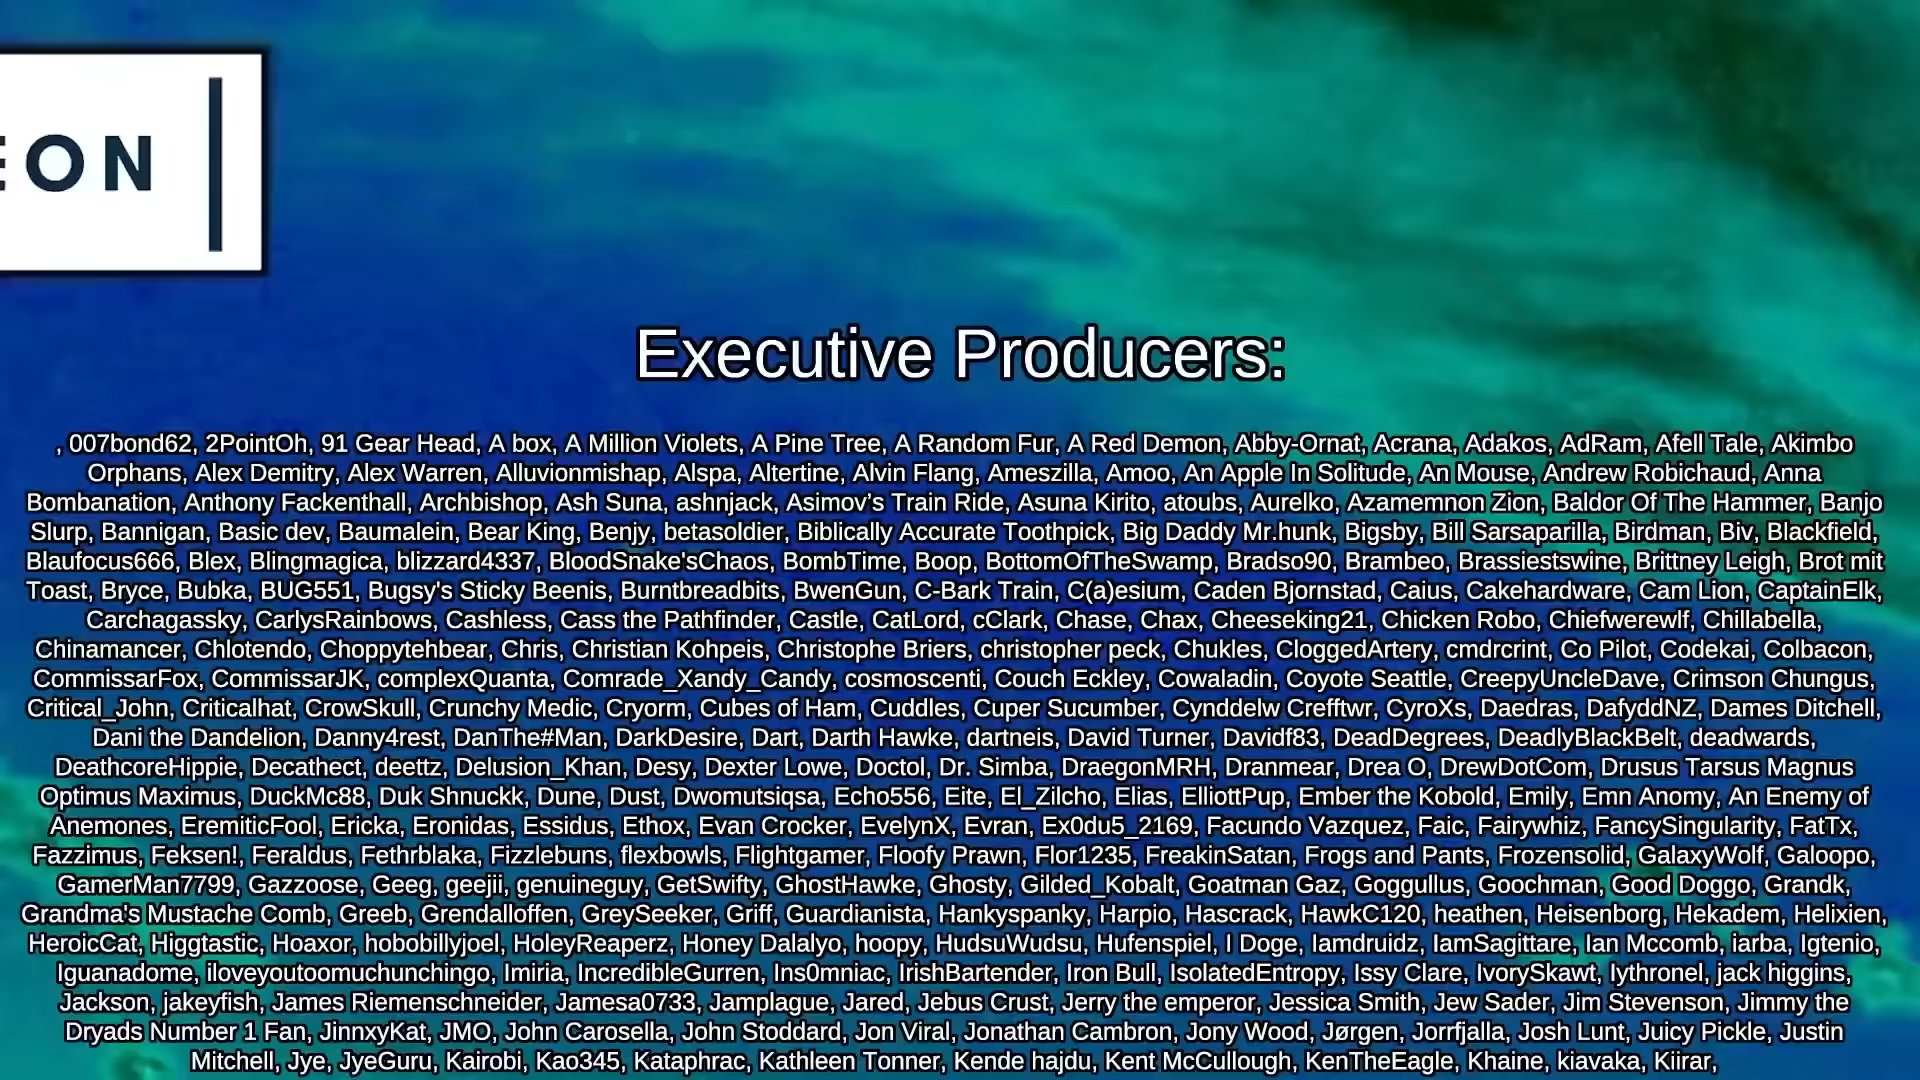 EON
Executive Producers:
, 007bond62, 2PointOh, 91 Gear Head, A box, A Million Violets, A Pine Tree, A Random Fur, A Red Demon, Abby-Ornat, Acrana, Adakos, AdRam, Afell Tale, Akimbo
Orphans, Alex Demitry, Alex Warren, Alluvionmishap, Alspa, Altertine, Alvin Flang, Ameszilla, Amoo, An Apple In Solitude, An Mouse, Andrew Robichaud, Anna
Bombanation, Anthony Fackenthall, Archbishop, Ash Suna, ashnjack, Asimov’s Train Ride, Asuna Kirito, atoubs, Aurelko, Azamemnon Zion, Baldor Of The Hammer, Banjo
Slurp, Bannigan, Basic dev, Baumalein, Bear King, Benjy, betasoldier, Biblically Accurate Toothpick, Big Daddy Mr.hunk, Bigsby, Bill Sarsaparilla, Birdman, Biv, Blackfield,
Blaufocus666, Blex, Blingmagica, blizzard4337, BloodSnake'sChaos, BombTime, Boop, BottomOfTheSwamp, Bradso90, Brambeo, Brassiestswine, Brittney Leigh, Brot mit
Toast, Bryce, Bubka, BUG551, Bugsy's Sticky Beenis, Burntbreadbits, BwenGun, C-Bark Train, C(a)esium, Caden Bjornstad, Caius, Cakehardware, Cam Lion, CaptainElk,
Carchagassky, CarlysRainbows, Cashless, Cass the Pathfinder, Castle, CatLord, cClark, Chase, Chax, Cheeseking21, Chicken Robo, Chiefwerewlf, Chillabella,
Chinamancer, Chlotendo, Choppytehbear, Chris, Christian Kohpeis, Christophe Briers, christopher peck, Chukles, CloggedArtery, cmdrcrint, Co Pilot, Codekai, Colbacon,
CommissarFox, CommissarJK, complexQuanta, Comrade_Xandy_Candy, cosmoscenti, Couch Eckley, Cowaladin, Coyote Seattle, CreepyUncleDave, Crimson Chungus,
Critical_John, Criticalhat, CrowSkull, Crunchy Medic, Cryorm, Cubes of Ham, Cuddles, Cuper Sucumber, Cynddelw Crefftwr, CyroXs, Daedras, DafyddNZ, Dames Ditchell,
Dani the Dandelion, Danny4rest, DanThe#Man, DarkDesire, Dart, Darth Hawke, dartneis, David Turner, Davidf83, DeadDegrees, DeadlyBlackBelt, deadwards,
DeathcoreHippie, Decathect, deettz, Delusion_Khan, Desy, Dexter Lowe, Doctol, Dr. Simba, DraegonMRH, Dranmear, Drea O, DrewDotCom, Drusus Tarsus Magnus
Optimus Maximus, DuckMc88, Duk Shnuckk, Dune, Dust, Dwomutsiqsa, Echo556, Eite, El_Zilcho, Elias, ElliottPup, Ember the Kobold, Emily, Emn Anomy, An Enemy of
Anemones, EremiticFool, Ericka, Eronidas, Essidus, Ethox, Evan Crocker, EvelynX, Evran, Ex0du5_2169, Facundo Vazquez, Faic, Fairywhiz, FancySingularity, FatTx,
Fazzimus, Feksen!, Feraldus, Fethrblaka, Fizzlebuns, flexbowls, Flightgamer, Floofy Prawn, Flor1235, FreakinSatan, Frogs and Pants, Frozensolid, GalaxyWolf, Galoopo,
GamerMan7799, Gazzoose, Geeg, geejii, genuineguy, GetSwifty, GhostHawke, Ghosty, Gilded_Kobalt, Goatman Gaz, Goggullus, Goochman, Good Doggo, Grandk,
Grandma's Mustache Comb, Greeb, Grendalloffen, GreySeeker, Griff, Guardianista, Hankyspanky, Harpio, Hascrack, HawkC120, heathen, Heisenborg, Hekadem, Helixien,
HeroicCat, Higgtastic, Hoaxor, hobobillyjoel, HoleyReaperz, Honey Dalalyo, hoopy, HudsuWudsu, Hufenspiel, I Doge, Iamdruidz, IamSagittare, Ian Mccomb, iarba, Igtenio,
Iguanadome, iloveyoutoomuchunchingo, Imiria, IncredibleGurren, Ins0mniac, IrishBartender, Iron Bull, IsolatedEntropy, Issy Clare, IvorySkawt, Iythronel, jack higgins,
Jackson, jakeyfish, James Riemenschneider, Jamesa0733, Jamplague, Jared, Jebus Crust, Jerry the emperor, Jessica Smith, Jew Sader, Jim Stevenson, Jimmy the
Dryads Number 1 Fan, JinnxyKat, JMO, John Carosella, John Stoddard, Jon Viral, Jonathan Cambron, Jony Wood, Jørgen, Jorrfjalla, Josh Lunt, Juicy Pickle, Justin
Mitchell, Jye, JyeGuru, Kairobi, Kao345, Kataphrac, Kathleen Tonner, Kende hajdu, Kent McCullough, KenTheEagle, Khaine, kiavaka, Kiirar,